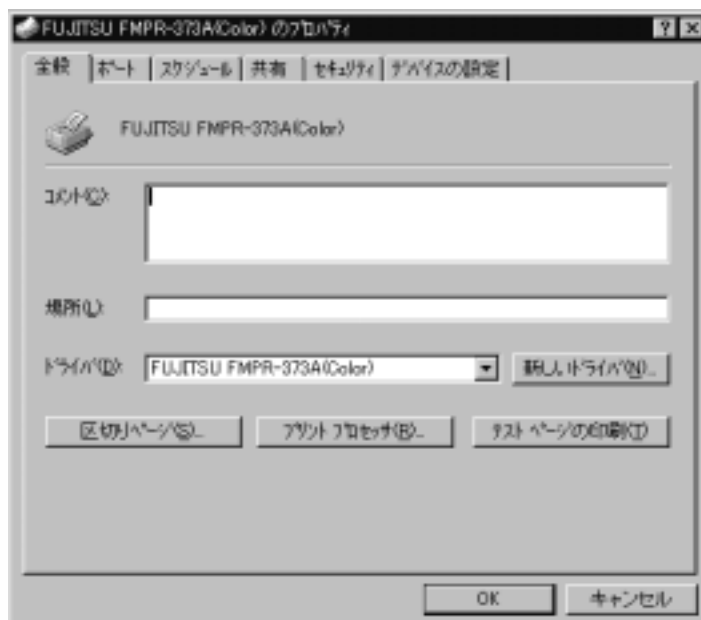 FUJITSU FMPR-373A(Color) のプロパティ
全般 ポート スケジュール 共有 セキュリティ デバイスの設定
FUJITSU FMPR-373A(Color)
コメント(C):
場所(L):
ドライバ(D): FUJITSU FMPR-373A(Color) 新しいドライバ(N)...
区切りページ(S)... プリント プロセッサ(R)... テスト ページの印刷(T)
OK キャンセル